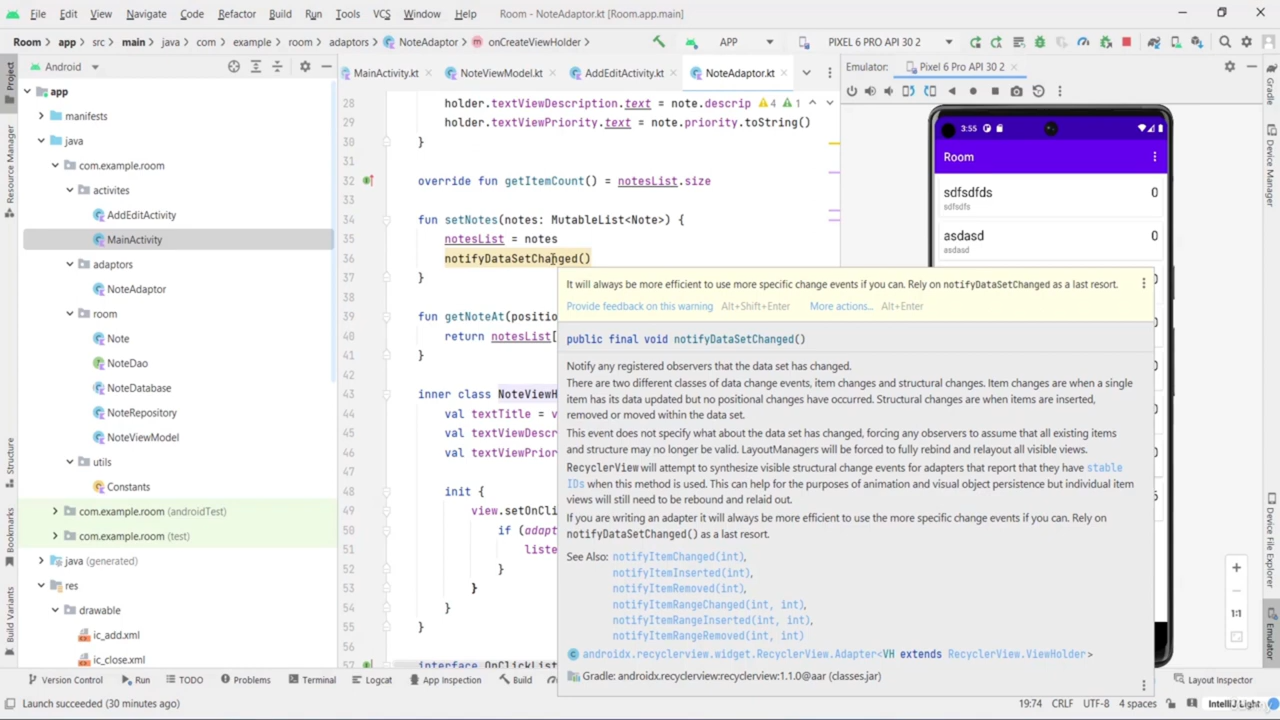 File Edit View Navigate Code Refactor Build Run Tools VCS Window Help Room - NoteAdaptor.kt [Room.app.main]
Room app src main java com example room adaptors NoteAdaptor onCreateViewHolder APP PIXEL 6 PRO API 30 2
Android
MainActivity.kt NoteViewModel.kt AddEditActivity.kt NoteAdaptor.kt
Emulator: Pixel 6 Pro API 30 2
Project
Resource Manager
Structure
Bookmarks
Build Variants
app
manifests
java
com.example.room
activites
AddEditActivity
MainActivity
adaptors
NoteAdaptor
room
Note
NoteDao
NoteDatabase
NoteRepository
NoteViewModel
utils
Constants
com.example.room (androidTest)
com.example.room (test)
java (generated)
res
drawable
ic_add.xml
ic_close.xml
28 holder.textViewDescription.text = note.descrip 4 1
29 holder.textViewPriority.text = note.priority.toString()
30 }
31
32 override fun getItemCount() = notesList.size
33
34 fun setNotes(notes: MutableList<Note>) {
35 notesList = notes
36 notifyDataSetChanged()
37 }
38
39 fun getNoteAt(positio
40 return notesList[
41 }
42
43 inner class NoteViewH
44 val textTitle = v
45 val textViewDescr
46 val textViewPrior
47
48 init {
49 view.setOnCli
50 if (adapt
51 liste
52 }
53 }
54 }
55 }
56
57 interface OnClickList
It will always be more efficient to use more specific change events if you can. Rely on notifyDataSetChanged as a last resort.
Provide feedback on this warning Alt+Shift+Enter More actions... Alt+Enter
public final void notifyDataSetChanged()
Notify any registered observers that the data set has changed.
There are two different classes of data change events, item changes and structural changes. Item changes are when a single
item has its data updated but no positional changes have occurred. Structural changes are when items are inserted,
removed or moved within the data set.
This event does not specify what about the data set has changed, forcing any observers to assume that all existing items
and structure may no longer be valid. LayoutManagers will be forced to fully rebind and relayout all visible views.
RecyclerView will attempt to synthesize visible structural change events for adapters that report that they have stable
IDs when this method is used. This can help for the purposes of animation and visual object persistence but individual item
views will still need to be rebound and relaid out.
If you are writing an adapter it will always be more efficient to use the more specific change events if you can. Rely on
notifyDataSetChanged() as a last resort.
See Also: notifyItemChanged(int),
notifyItemInserted(int),
notifyItemRemoved(int),
notifyItemRangeChanged(int, int),
notifyItemRangeInserted(int, int),
notifyItemRangeRemoved(int, int)
androidx.recyclerview.widget.RecyclerView.Adapter<VH extends RecyclerView.ViewHolder>
Gradle: androidx.recyclerview:recyclerview:1.1.0@aar (classes.jar)
3:55
Room
sdfsdfds 0
sdfsdfs
asdasd 0
asdasd
1:1
Gradle
Device Manager
Device File Explorer
Emulator
Version Control Run TODO Problems Terminal Logcat App Inspection Build Layout Inspector
Launch succeeded (30 minutes ago) 19:74 CRLF UTF-8 4 spaces IntelliJ Light